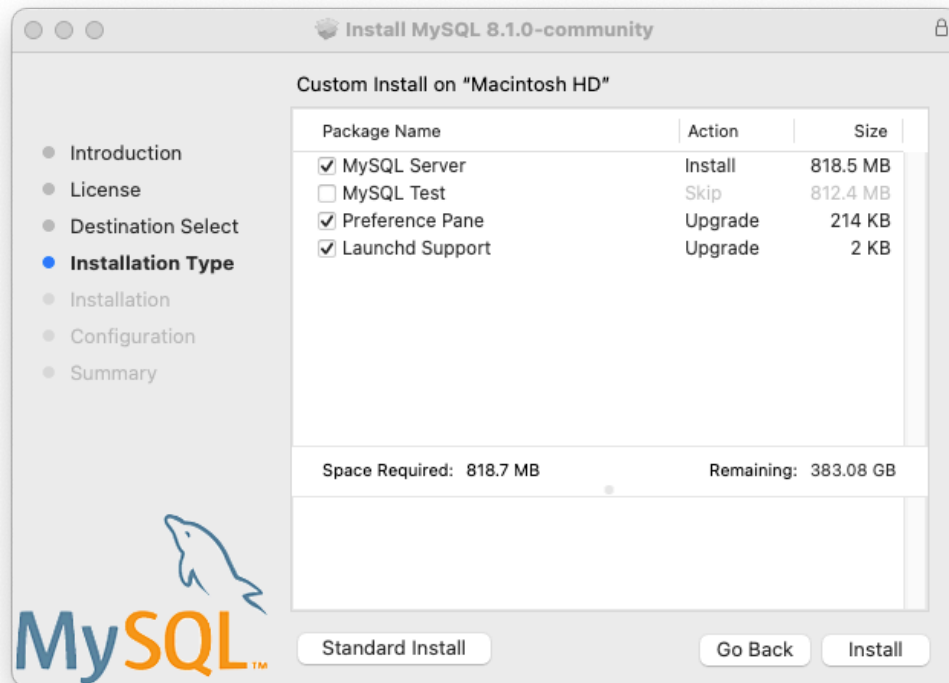 Install MySQL 8.1.0-community
Custom Install on “Macintosh HD”
Introduction
License
Destination Select
Installation Type
Installation
Configuration
Summary
Package Name Action Size
MySQL Server Install 818.5 MB
MySQL Test Skip 812.4 MB
Preference Pane Upgrade 214 KB
Launchd Support Upgrade 2 KB
Space Required: 818.7 MB Remaining: 383.08 GB
MySQL™
Standard Install Go Back Install